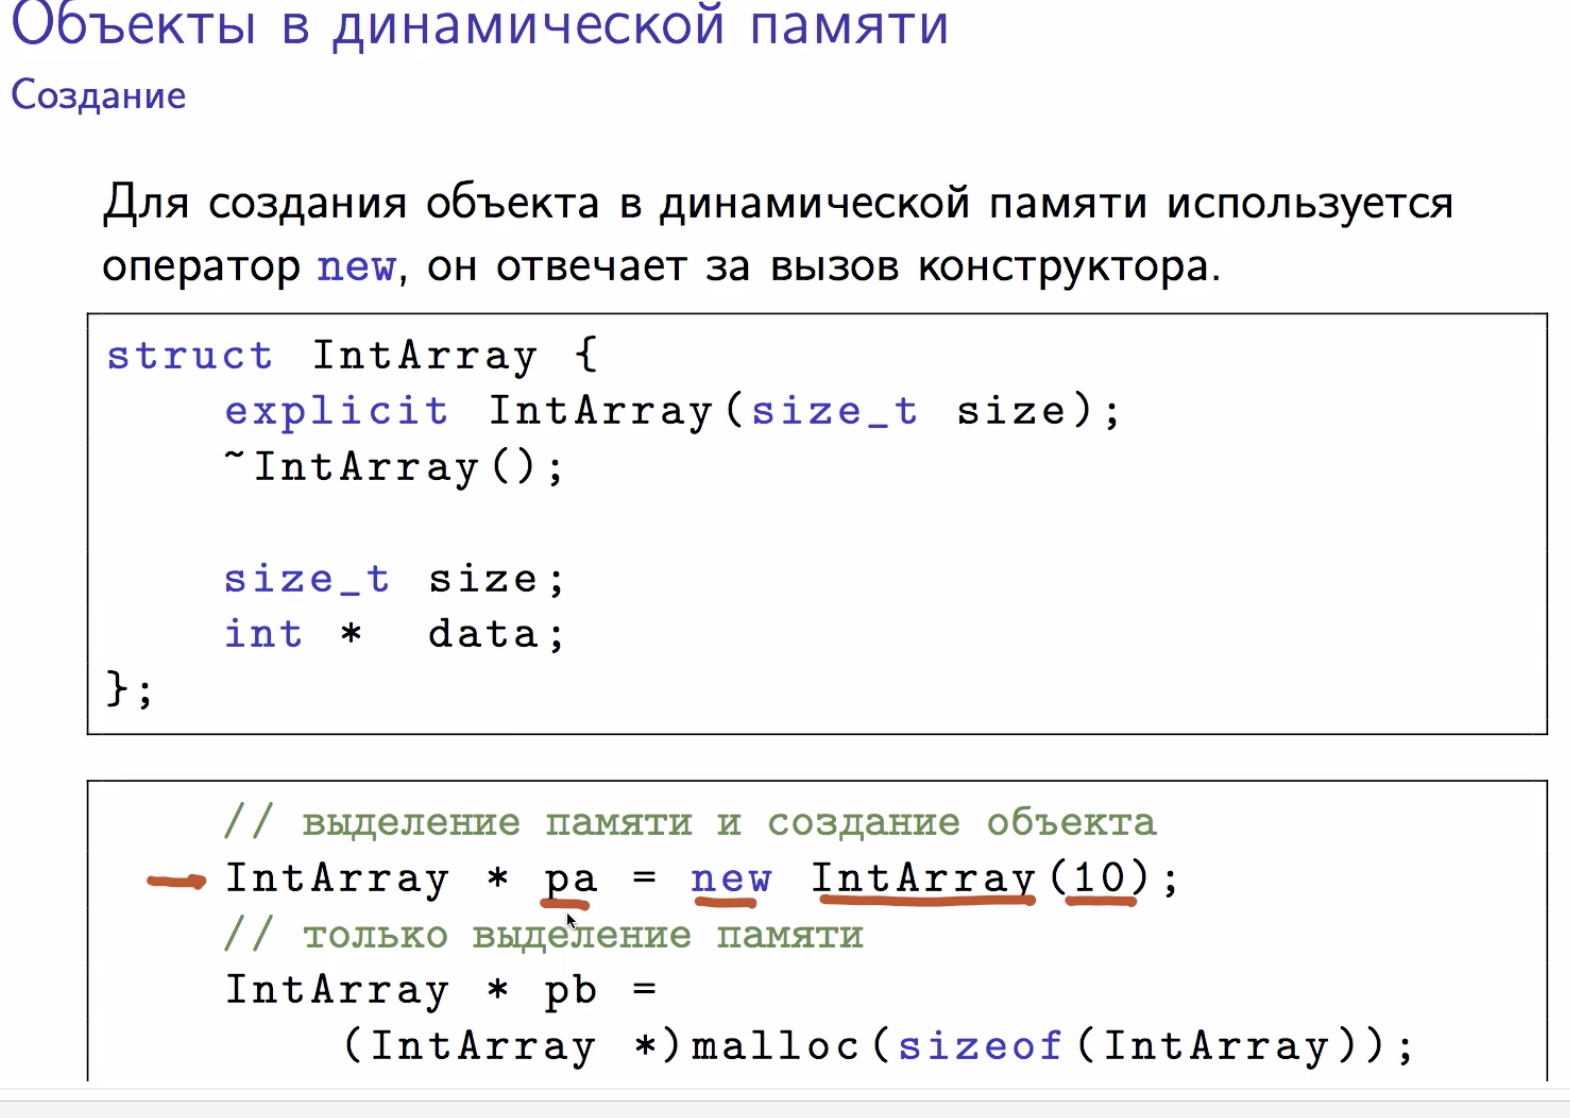 Объекты в динамической памяти
Создание
Для создания объекта в динамической памяти используется
оператор new, он отвечает за вызов конструктора.
struct IntArray {
    explicit IntArray(size_t size);
    ~IntArray();

    size_t size;
    int *  data;
};
    // выделение памяти и создание объекта
    IntArray * pa = new IntArray(10);
    // только выделение памяти
    IntArray * pb =
        (IntArray *)malloc(sizeof(IntArray));